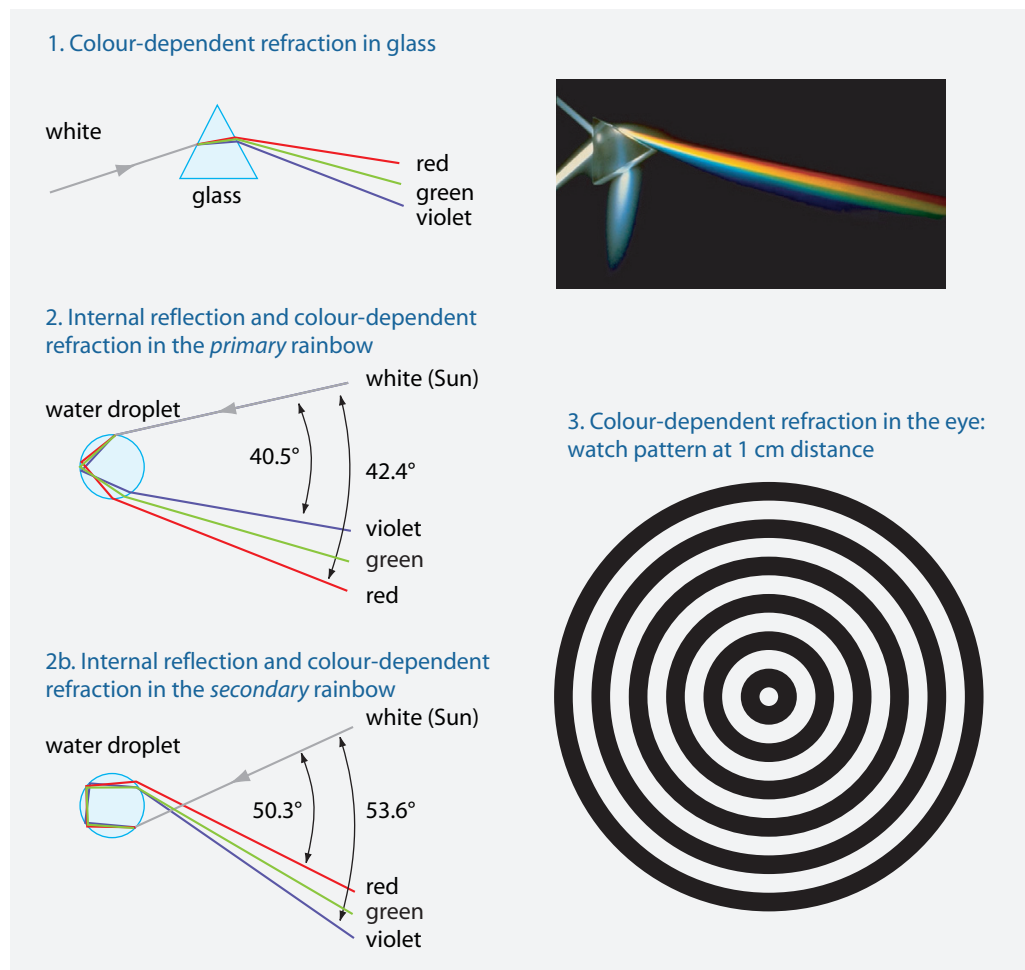 1. Colour-dependent refraction in glass
white
glass
red
green
violet
2. Internal reflection and colour-dependent
refraction in the primary rainbow
water droplet
white (Sun)
40.5°
42.4°
violet
green
red
2b. Internal reflection and colour-dependent
refraction in the secondary rainbow
water droplet
white (Sun)
50.3°
53.6°
red
green
violet
3. Colour-dependent refraction in the eye:
watch pattern at 1 cm distance